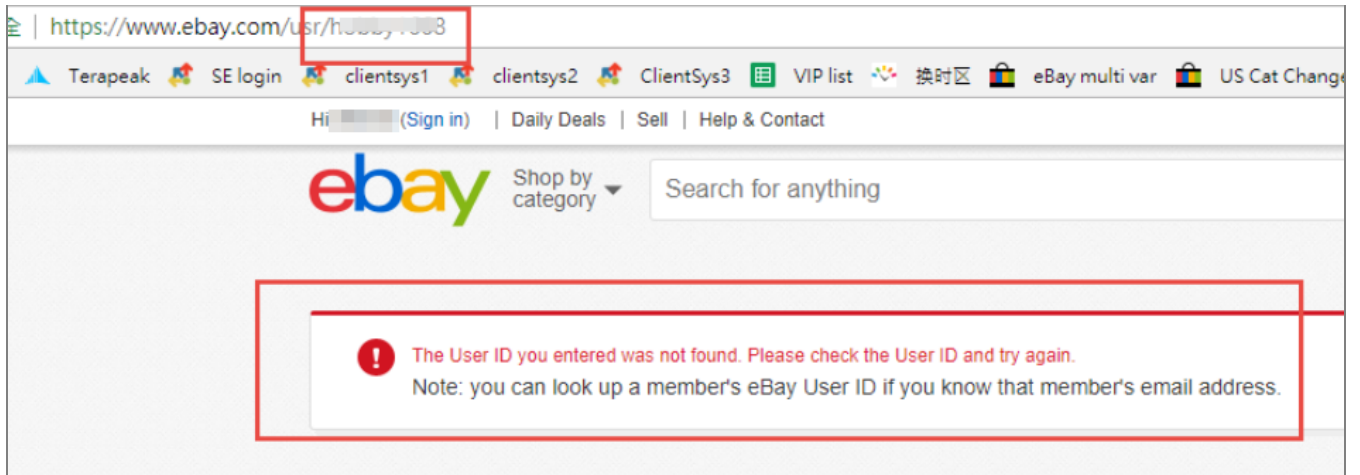 全 | https://www.ebay.com/usr/
Terapeak SE login clientsys1 clientsys2 ClientSys3 VIP list 换时区 eBay multi var US Cat Change
Hi (Sign in) | Daily Deals | Sell | Help & Contact
ebay
Shop by
category
Search for anything
The User ID you entered was not found. Please check the User ID and try again.
Note: you can look up a member's eBay User ID if you know that member's email address.